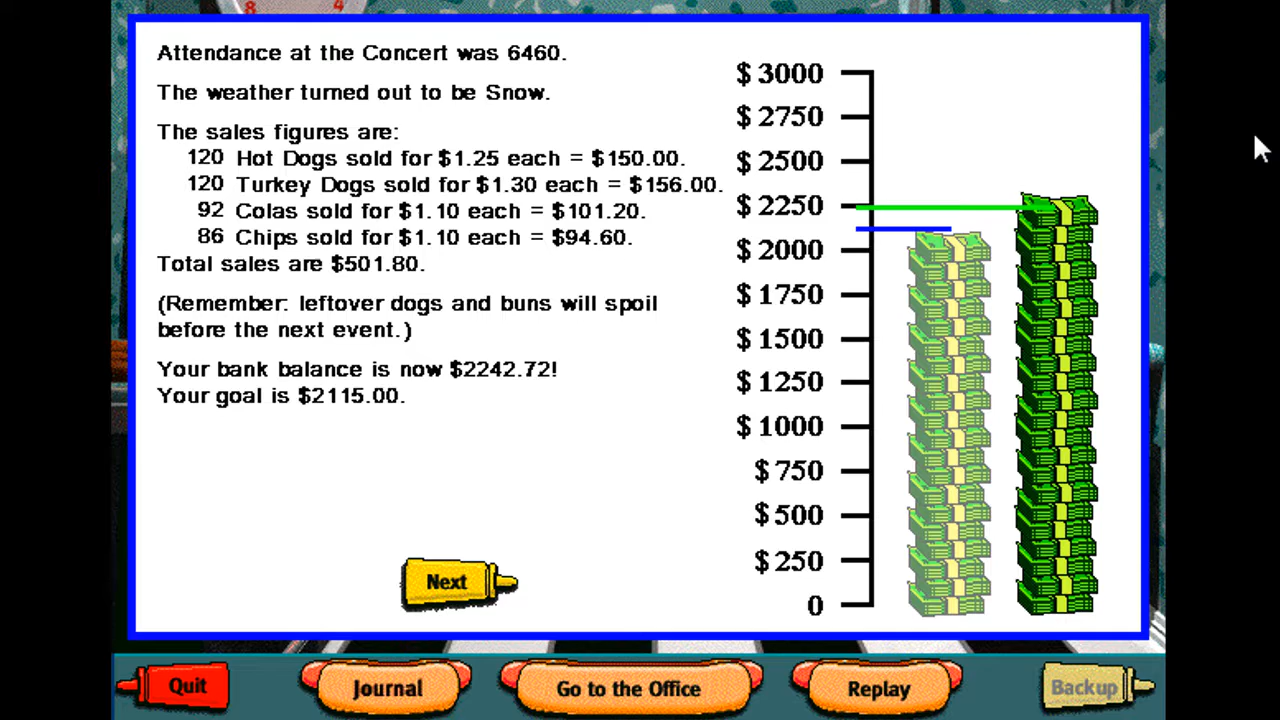 8 4
Attendance at the Concert was 6460.
The weather turned out to be Snow.
The sales figures are:
120 Hot Dogs sold for $1.25 each = $150.00.
120 Turkey Dogs sold for $1.30 each = $156.00.
92 Colas sold for $1.10 each = $101.20.
86 Chips sold for $1.10 each = $94.60.
Total sales are $501.80.
(Remember: leftover dogs and buns will spoil
before the next event.)
Your bank balance is now $2242.72!
Your goal is $2115.00.
Next
$ 3000
$ 2750
$ 2500
$ 2250
$ 2000
$ 1750
$ 1500
$ 1250
$ 1000
$ 750
$ 500
$ 250
0
Quit
Journal
Go to the Office
Replay
Backup